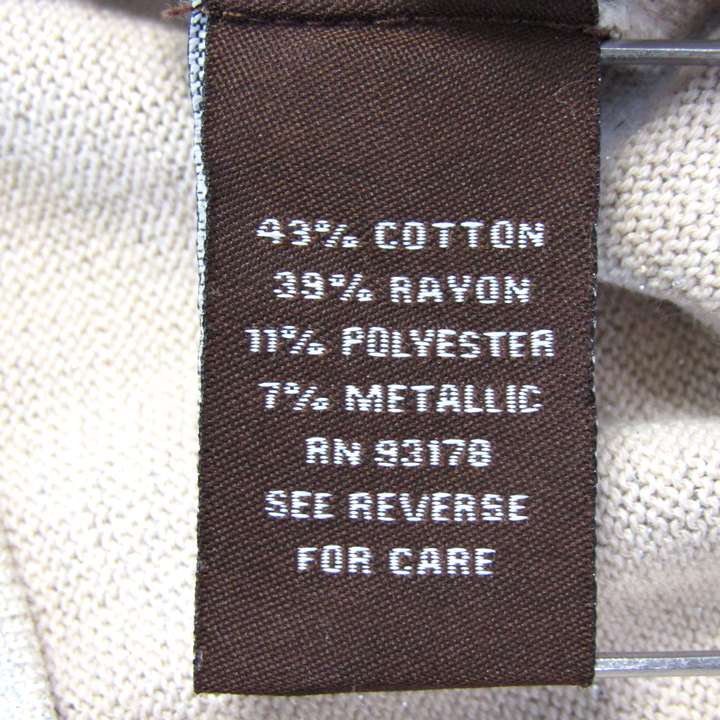 43% COTTON
39% RAYON
11% POLYESTER
7% METALLIC
RN 93178
SEE REVERSE
FOR CARE